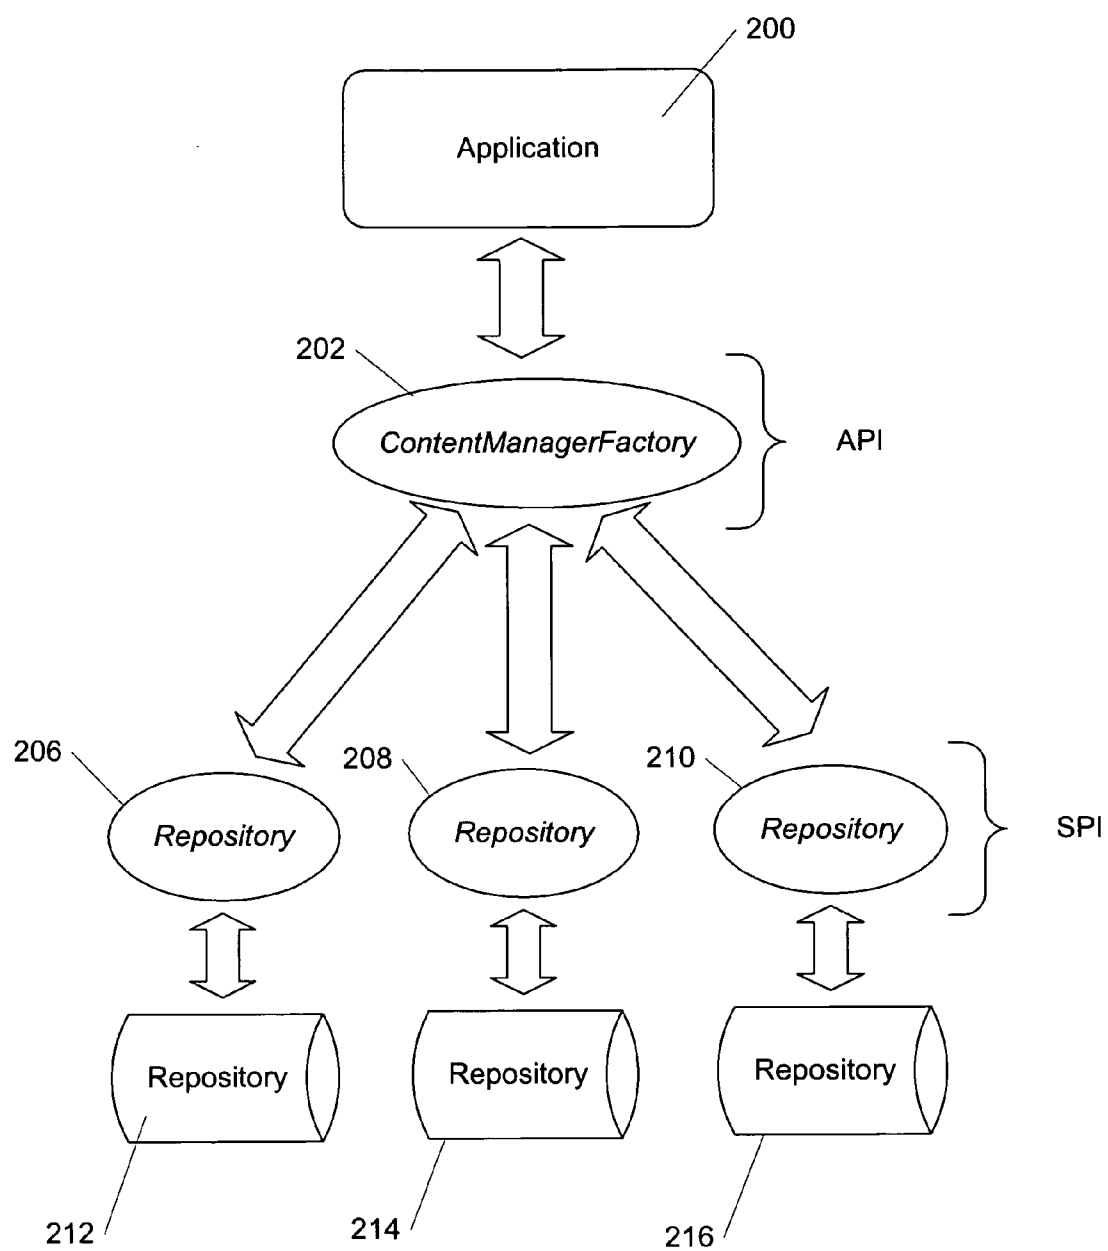 200
Application
202
ContentManagerFactory
API
206
208
210
Repository
Repository
Repository
SPI
Repository
Repository
Repository
212
214
216